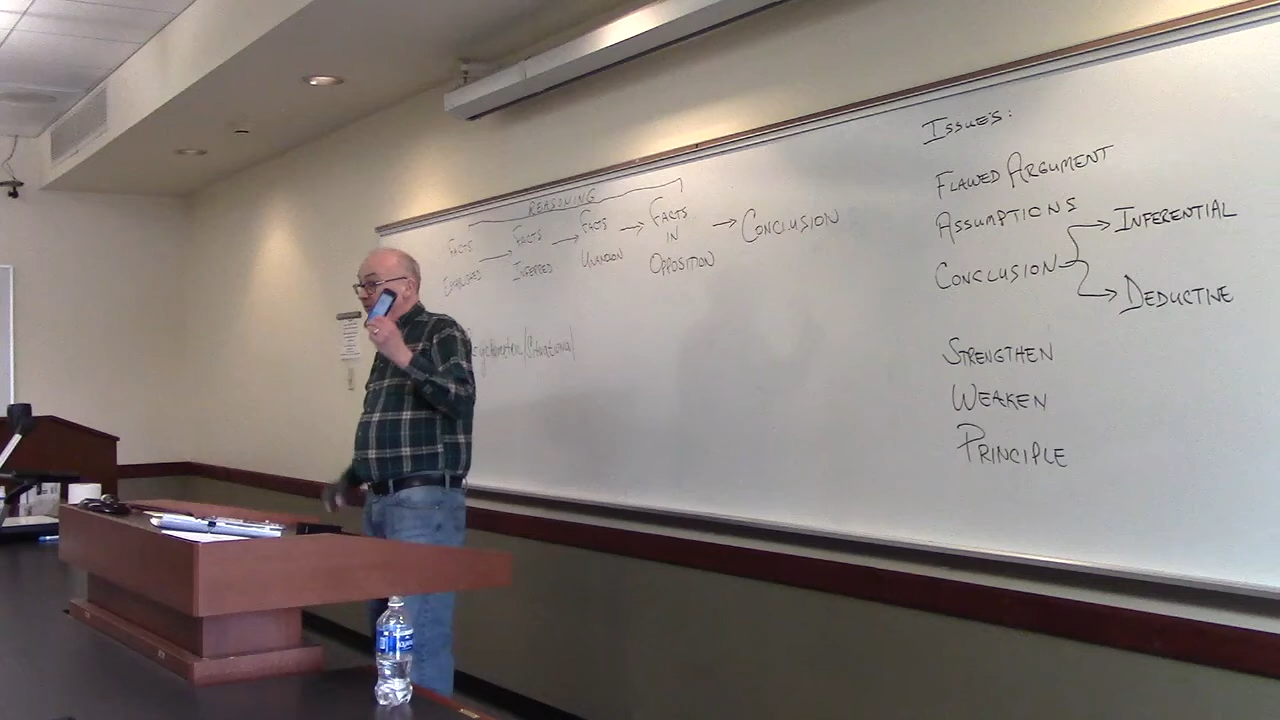 REASONING
FACTS ESTABLISHED → FACTS INFERRED → FACTS UNKNOWN → FACTS IN OPPOSITION → CONCLUSION
ISSUES:
FLAWED ARGUMENT
ASSUMPTIONS
CONCLUSION
INFERENTIAL
DEDUCTIVE
STRENGTHEN
WEAKEN
PRINCIPLE